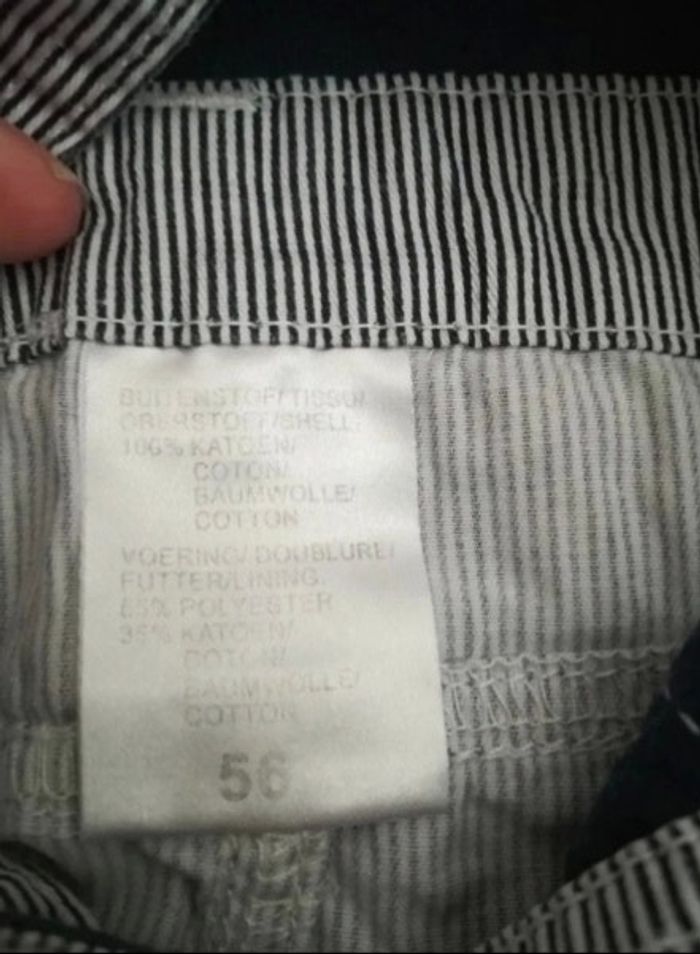 BUITENSTOF/TISSU/
OBERSTOFF/SHELL:
100% KATOEN/
COTON/
BAUMWOLLE/
COTTON
VOERING/DOUBLURE/
FUTTER/LINING:
65% POLYESTER
35% KATOEN/
COTON/
BAUMWOLLE/
COTTON
56